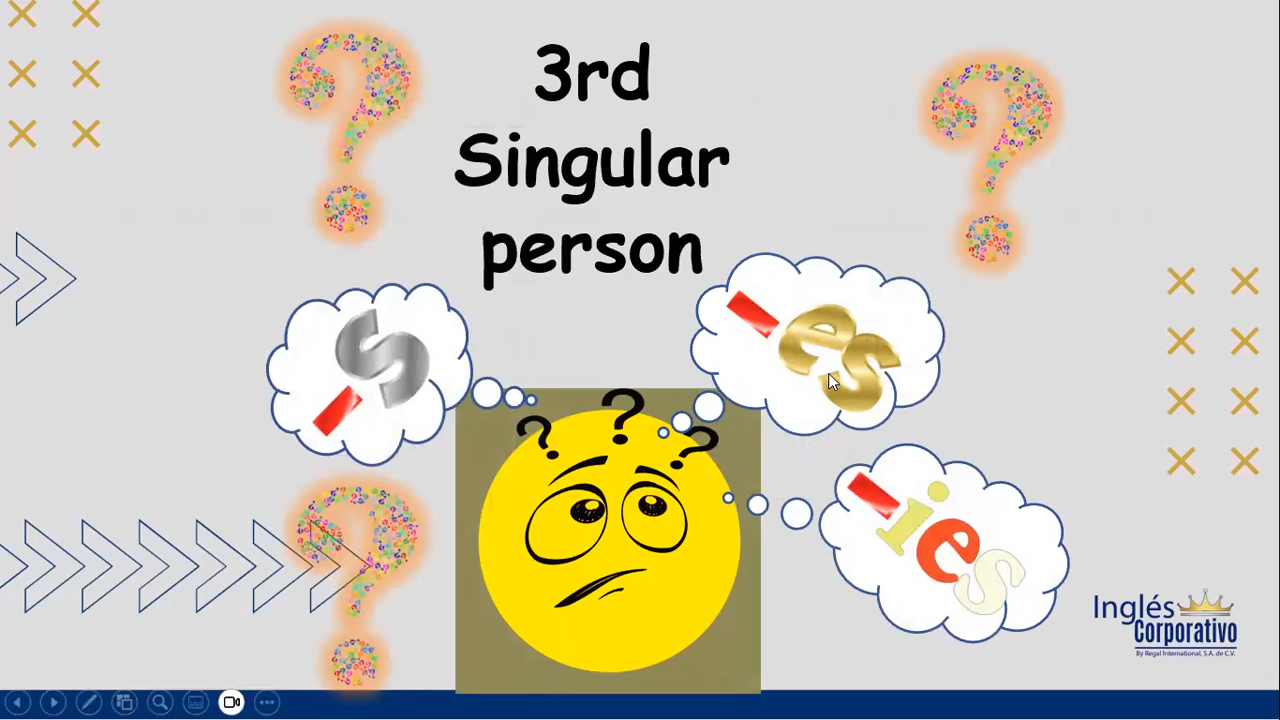 3rd
Singular
person
-s
-es
-ies
? ? ?
Inglés
Corporativo
By Regal International, S.A. de C.V.